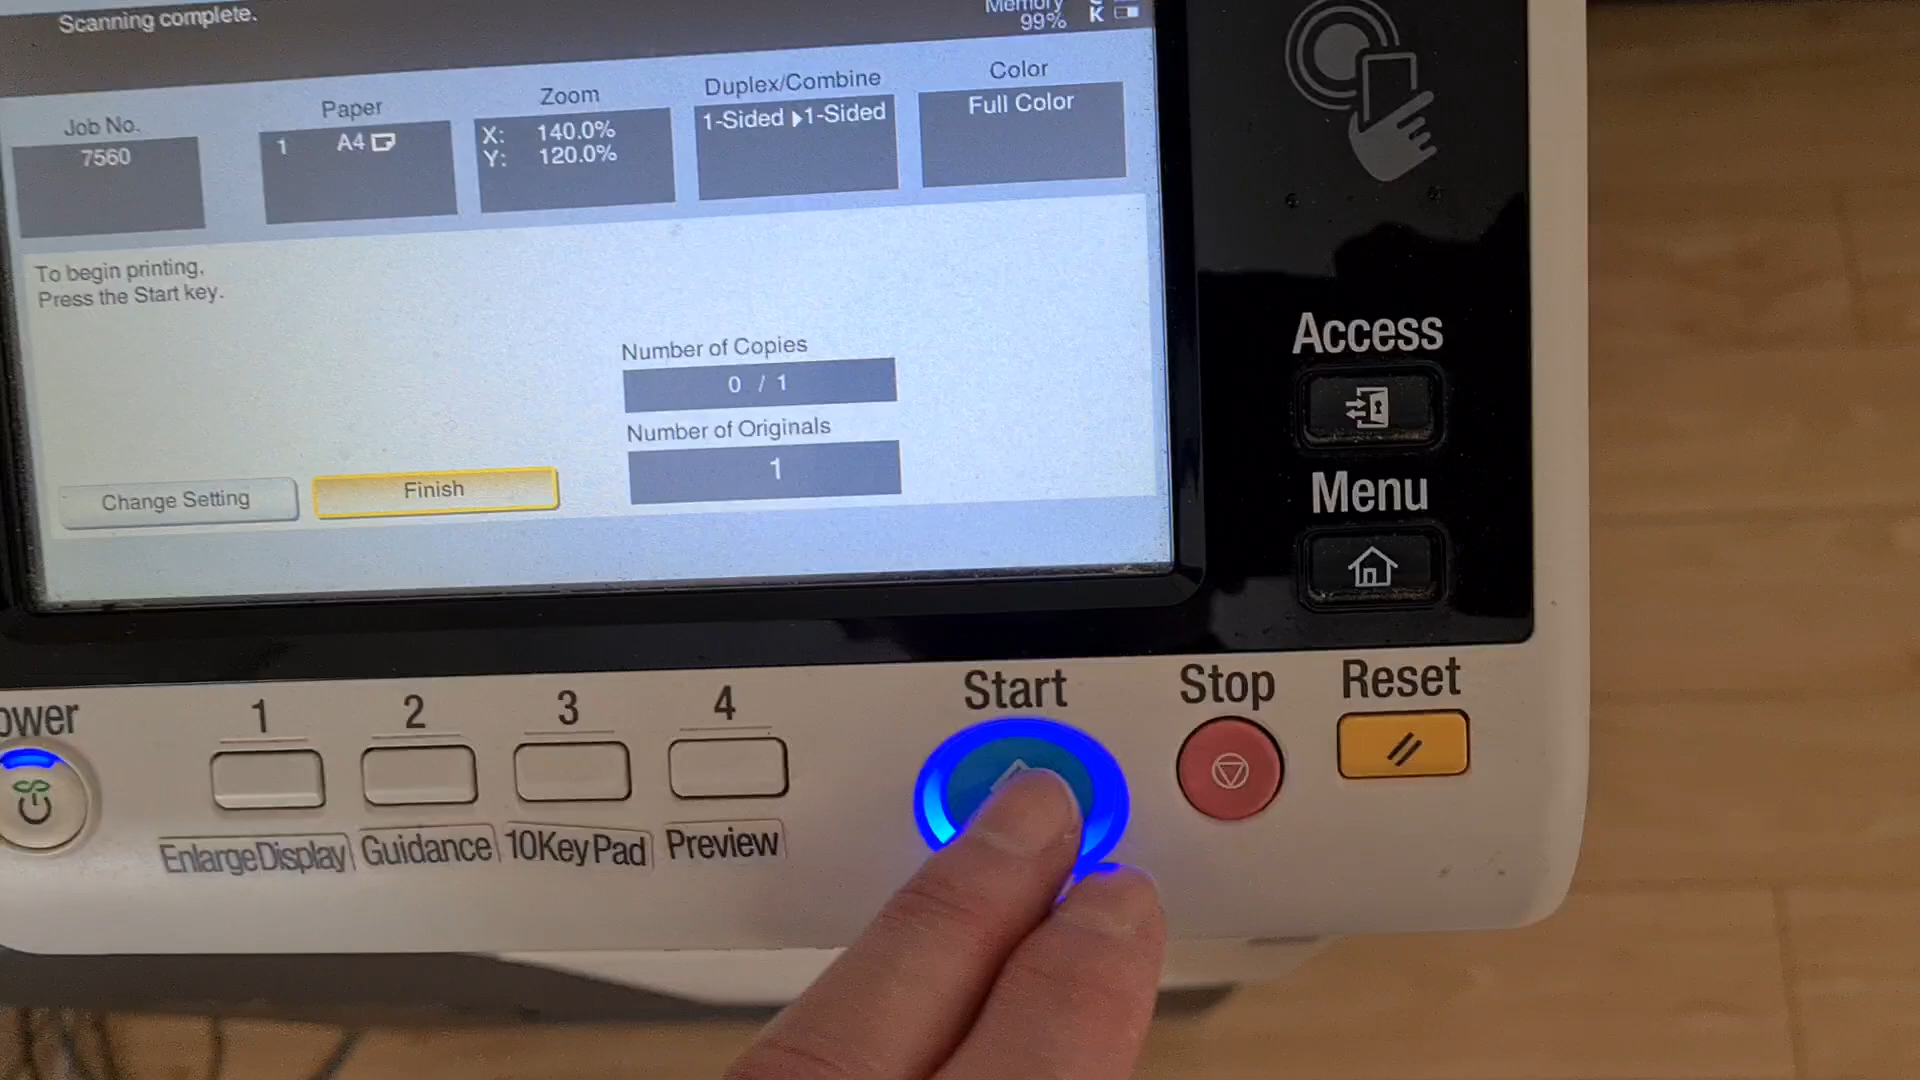 Scanning complete.
Memory
99%
K
Job No.
7560
Paper
1 A4
Zoom
X: 140.0%
Y: 120.0%
Duplex/Combine
1-Sided ▶1-Sided
Color
Full Color
To begin printing,
Press the Start key.
Number of Copies
0 / 1
Number of Originals
1
Change Setting
Finish
Access
Menu
ower
1
2
3
4
Start
Stop
Reset
Enlarge Display
Guidance
10Key Pad
Preview